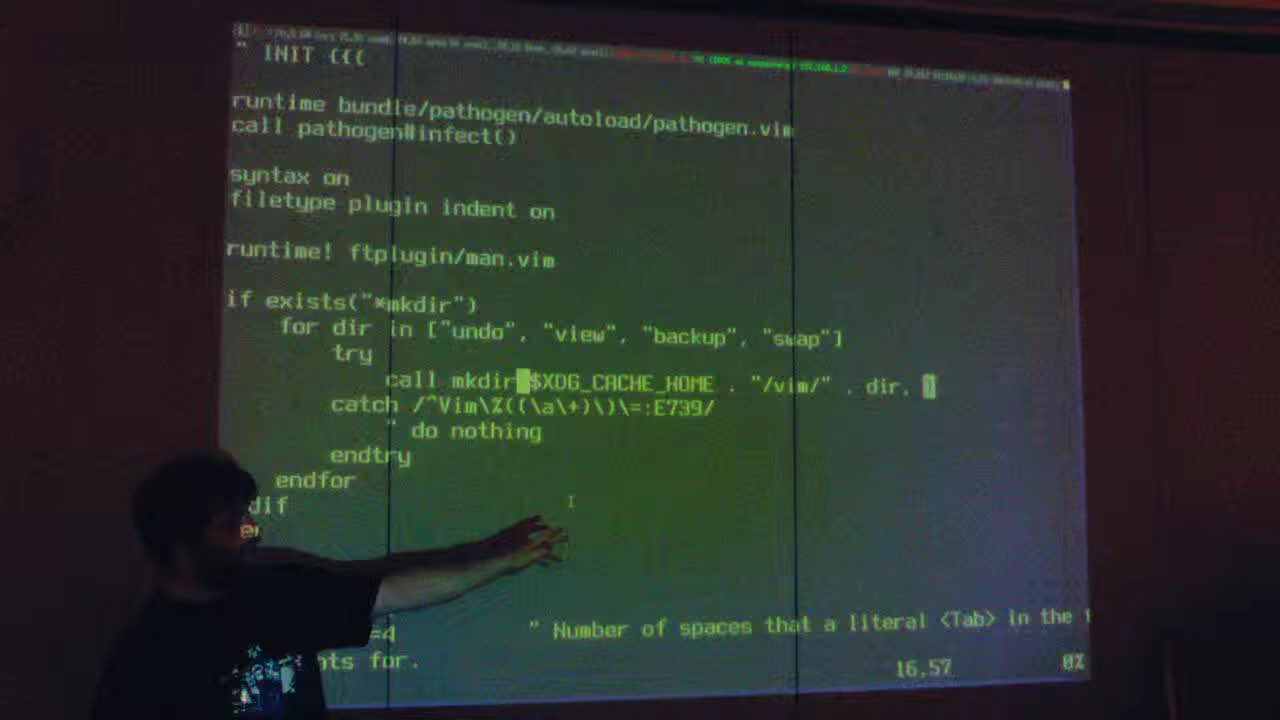 " INIT {{{
runtime bundle/pathogen/autoload/pathogen.vim
call pathogen#infect()
syntax on
filetype plugin indent on
runtime! ftplugin/man.vim
if exists("*mkdir")
for dir in ["undo", "view", "backup", "swap"]
try
call mkdir($XDG_CACHE_HOME . "/vim/" . dir, )
catch /^Vim\%((\a\+)\)\=:E739/
" do nothing
endtry
endfor
dif
=4 " Number of spaces that a literal <Tab> in the
nts for.
16,57 0%